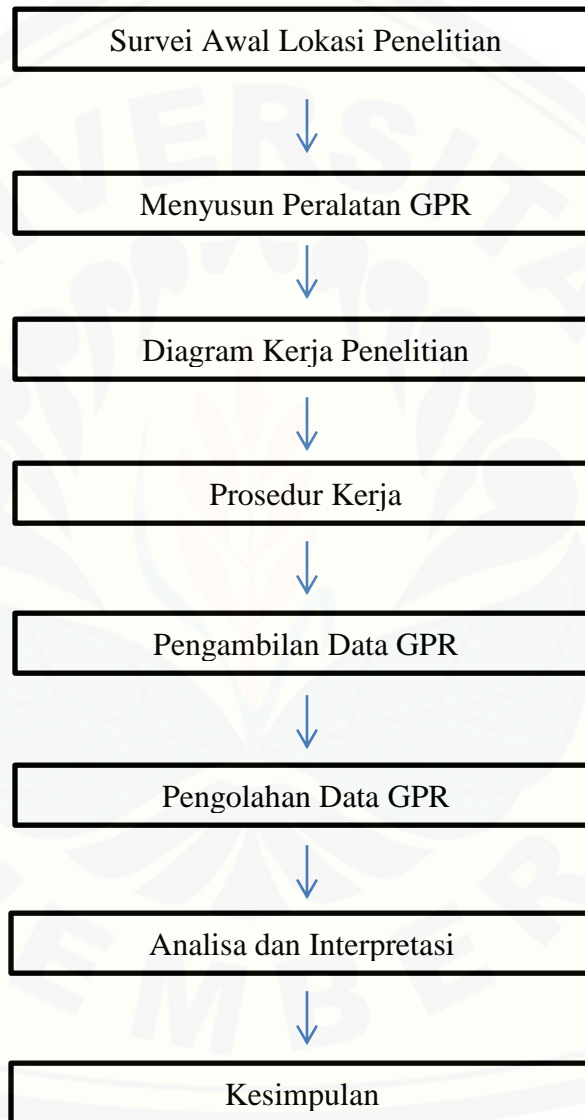 Survei Awal Lokasi Penelitian
Menyusun Peralatan GPR
Diagram Kerja Penelitian
Prosedur Kerja
Pengambilan Data GPR
Pengolahan Data GPR
Analisa dan Interpretasi
Kesimpulan